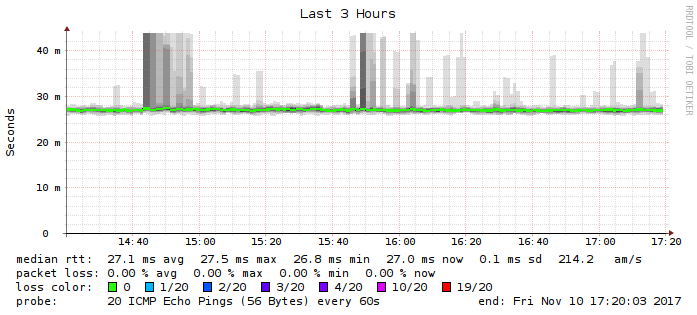 Last 3 Hours
RRDTOOL / TOBI OETIKER
Seconds
40 m
30 m
20 m
10 m
0
14:40 15:00 15:20 15:40 16:00 16:20 16:40 17:00 17:20
median rtt: 27.1 ms avg 27.5 ms max 26.8 ms min 27.0 ms now 0.1 ms sd 214.2 am/s
packet loss: 0.00 % avg 0.00 % max 0.00 % min 0.00 % now
loss color: 0 1/20 2/20 3/20 4/20 10/20 19/20
probe: 20 ICMP Echo Pings (56 Bytes) every 60s end: Fri Nov 10 17:20:03 2017